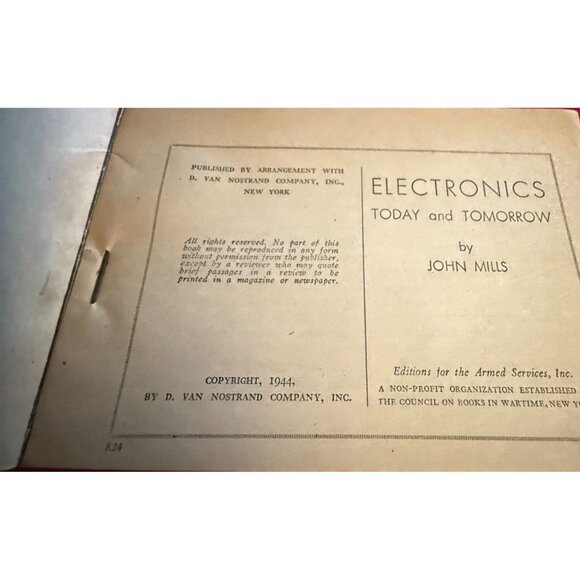 PUBLISHED BY ARRANGEMENT WITH
D. VAN NOSTRAND COMPANY, INC.,
NEW YORK
All rights reserved. No part of this
book may be reproduced in any form
without permission from the publisher,
except by a reviewer who may quote
brief passages in a review to be
printed in a magazine or newspaper.
COPYRIGHT, 1944,
BY D. VAN NOSTRAND COMPANY, INC.
824
ELECTRONICS
TODAY and TOMORROW
by
JOHN MILLS
Editions for the Armed Services, Inc.
A NON-PROFIT ORGANIZATION ESTABLISHED
THE COUNCIL ON BOOKS IN WARTIME, NEW